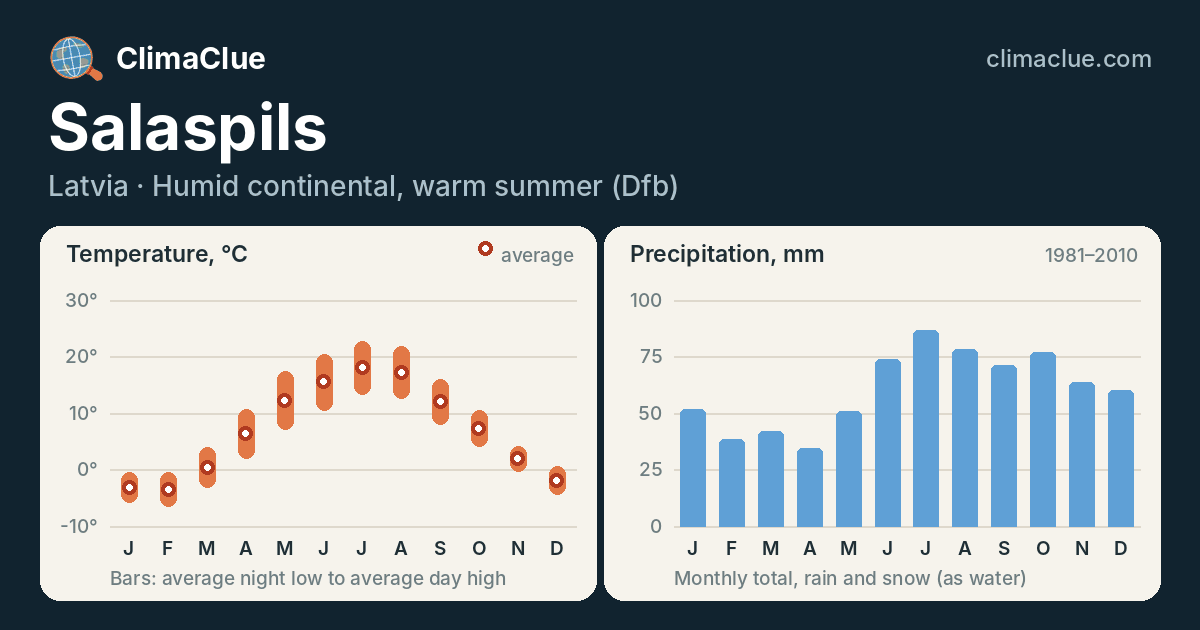 ClimaClue
climaclue.com
Salaspils
Latvia · Humid continental, warm summer (Dfb)
Temperature, °C
average
30°
20°
10°
0°
-10°
J F M A M J J A S O N D
Bars: average night low to average day high
Precipitation, mm
1981–2010
100
75
50
25
0
J F M A M J J A S O N D
Monthly total, rain and snow (as water)